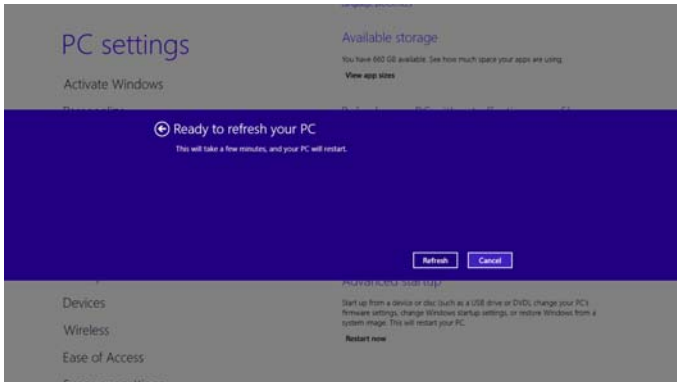 PC settings
Activate Windows
Available storage
You have 660 GB available. See how much space your apps are using.
View app sizes
Ready to refresh your PC
This will take a few minutes, and your PC will restart.
Refresh
Cancel
Devices
Wireless
Ease of Access
Advanced startup
Start up from a device or disc (such as a USB drive or DVD), change your PC's
firmware settings, change Windows startup settings, or restore Windows from a
system image. This will restart your PC.
Restart now